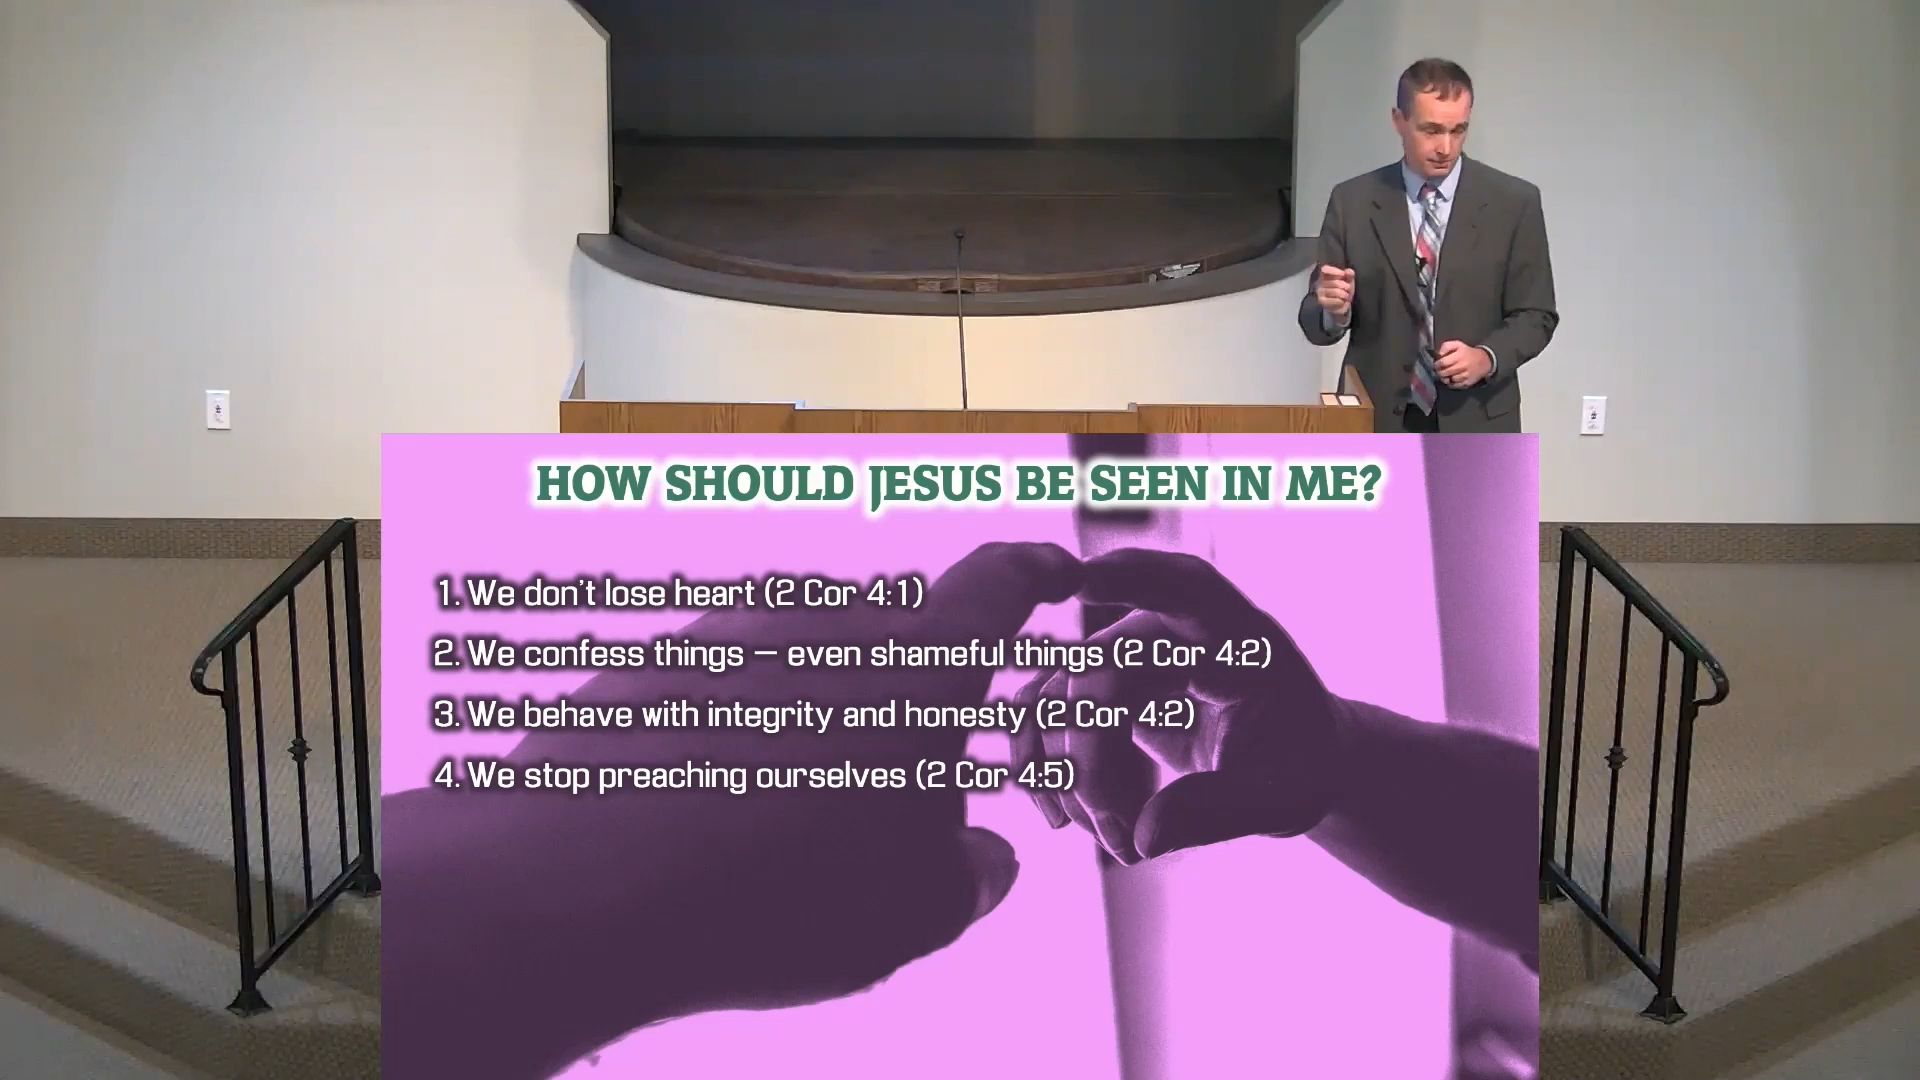 HOW SHOULD JESUS BE SEEN IN ME?
1. We don't lose heart (2 Cor 4:1)
2. We confess things – even shameful things (2 Cor 4:2)
3. We behave with integrity and honesty (2 Cor 4:2)
4. We stop preaching ourselves (2 Cor 4:5)